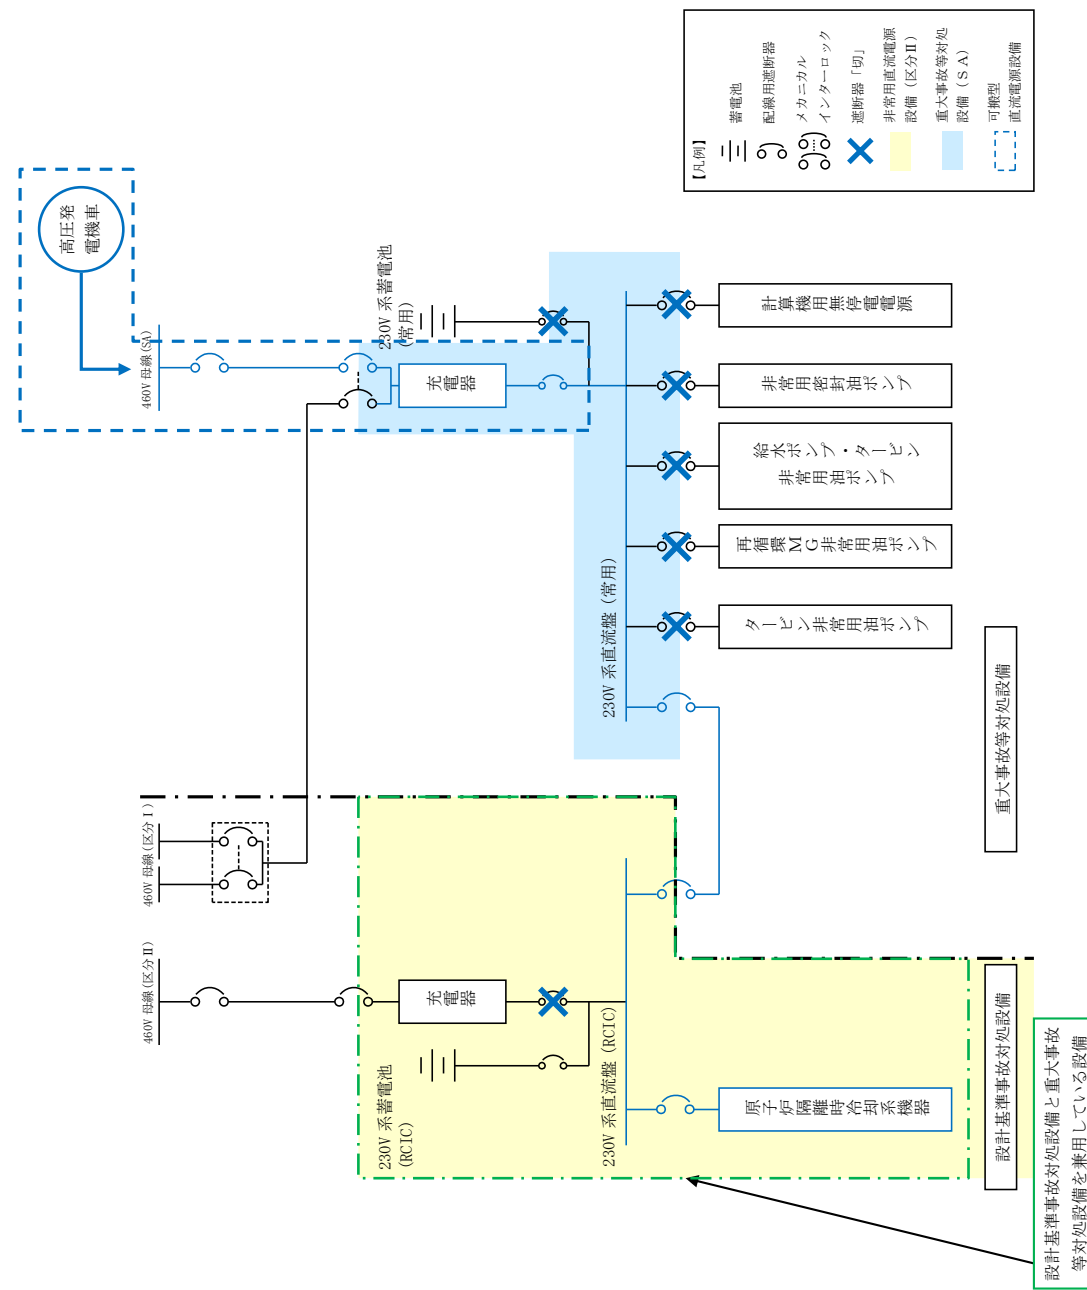 【凡例】
蓄電池
配線用遮断器
メカニカル
インターロック
遮断器「切」
非常用直流電源
設備（区分Ⅱ）
重大事故等対処
設備（ＳＡ）
可搬型
直流電源設備
高圧発
電機車
460V 母線(SA)
230V 系蓄電池
(常用)
充電器
計算機用無停電電源
非常用密封油ポンプ
給水ポンプ・タービン
非常用油ポンプ
再循環ＭＧ非常用油ポンプ
タービン非常用油ポンプ
230V 系直流盤（常用）
重大事故等対処設備
460V 母線(区分Ⅰ)
460V 母線(区分Ⅱ)
充電器
230V 系蓄電池
(RCIC)
230V 系直流盤（RCIC）
原子炉隔離時冷却系機器
設計基準事故対処設備
設計基準事故対処設備と重大事故
等対処設備を兼用している設備